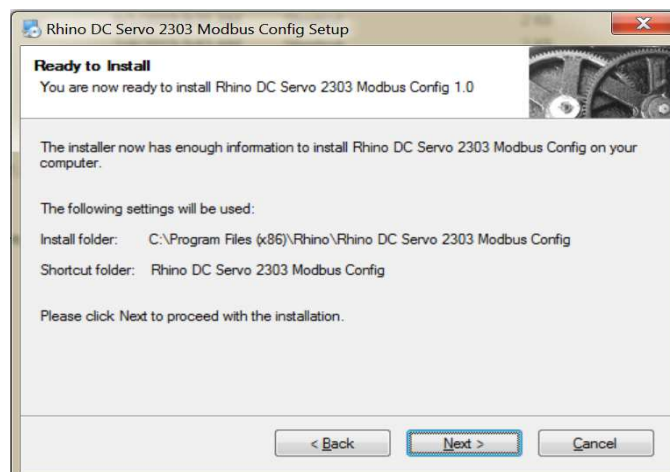 Rhino DC Servo 2303 Modbus Config Setup
Ready to Install
You are now ready to install Rhino DC Servo 2303 Modbus Config 1.0
The installer now has enough information to install Rhino DC Servo 2303 Modbus Config on your
computer.
The following settings will be used:
Install folder: C:\Program Files (x86)\Rhino\Rhino DC Servo 2303 Modbus Config
Shortcut folder: Rhino DC Servo 2303 Modbus Config
Please click Next to proceed with the installation.
< Back Next > Cancel